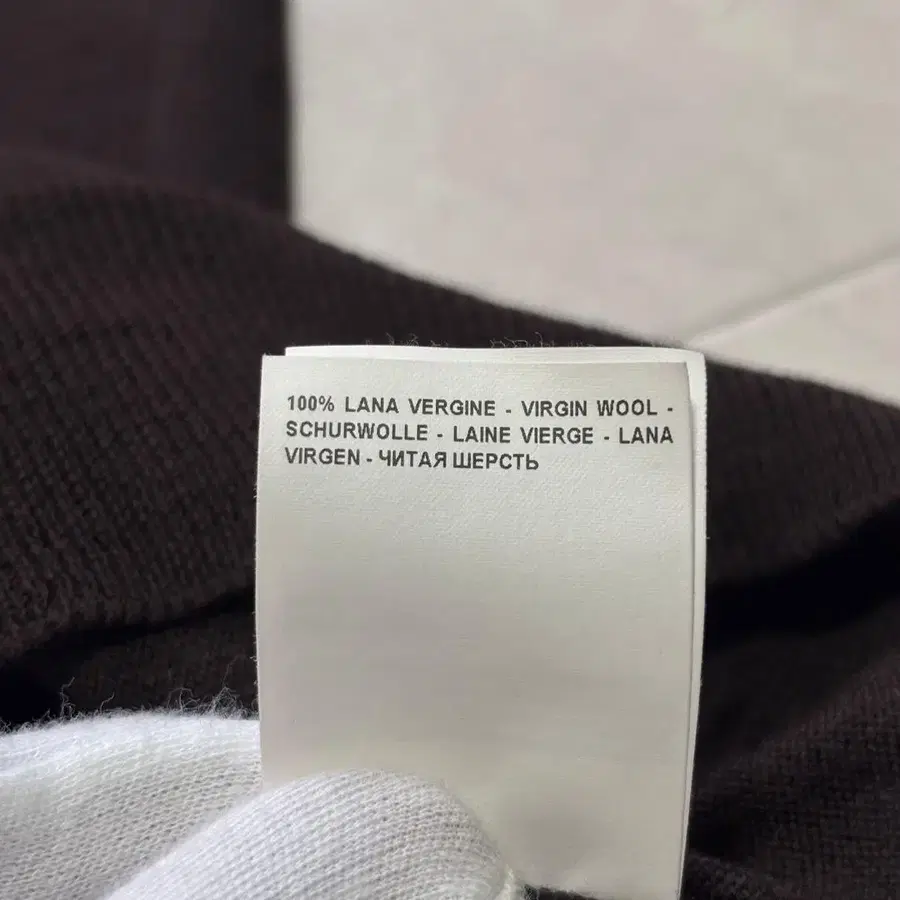 100% LANA VERGINE - VIRGIN WOOL -
SCHURWOLLE - LAINE VIERGE - LANA
VIRGEN - ЧИТАЯ ШЕРСТЬ